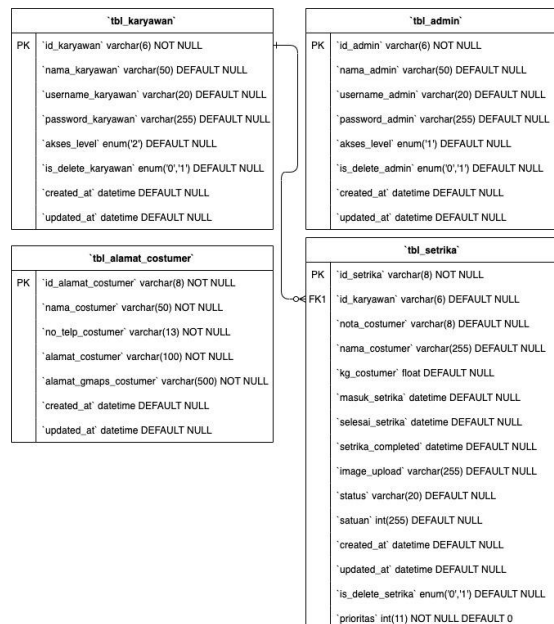 `tbl_karyawan`
PK `id_karyawan` varchar(6) NOT NULL
`nama_karyawan` varchar(50) DEFAULT NULL
`username_karyawan` varchar(20) DEFAULT NULL
`password_karyawan` varchar(255) DEFAULT NULL
`akses_level` enum('2') DEFAULT NULL
`is_delete_karyawan` enum('0','1') DEFAULT NULL
`created_at` datetime DEFAULT NULL
`updated_at` datetime DEFAULT NULL
`tbl_admin`
PK `id_admin` varchar(6) NOT NULL
`nama_admin` varchar(50) DEFAULT NULL
`username_admin` varchar(20) DEFAULT NULL
`password_admin` varchar(255) DEFAULT NULL
`akses_level` enum('1') DEFAULT NULL
`is_delete_admin` enum('0','1') DEFAULT NULL
`created_at` datetime DEFAULT NULL
`updated_at` datetime DEFAULT NULL
`tbl_alamat_costumer`
PK `id_alamat_costumer` varchar(8) NOT NULL
`nama_costumer` varchar(50) NOT NULL
`no_telp_costumer` varchar(13) NOT NULL
`alamat_costumer` varchar(100) NOT NULL
`alamat_gmaps_costumer` varchar(500) NOT NULL
`created_at` datetime DEFAULT NULL
`updated_at` datetime DEFAULT NULL
`tbl_setrika`
PK `id_setrika` varchar(8) NOT NULL
FK1 `id_karyawan` varchar(6) DEFAULT NULL
`nota_costumer` varchar(8) DEFAULT NULL
`nama_costumer` varchar(255) DEFAULT NULL
`kg_costumer` float DEFAULT NULL
`masuk_setrika` datetime DEFAULT NULL
`selesai_setrika` datetime DEFAULT NULL
`setrika_completed` datetime DEFAULT NULL
`image_upload` varchar(255) DEFAULT NULL
`status` varchar(20) DEFAULT NULL
`satuan` int(255) DEFAULT NULL
`created_at` datetime DEFAULT NULL
`updated_at` datetime DEFAULT NULL
`is_delete_setrika` enum('0','1') DEFAULT NULL
`prioritas` int(11) NOT NULL DEFAULT 0